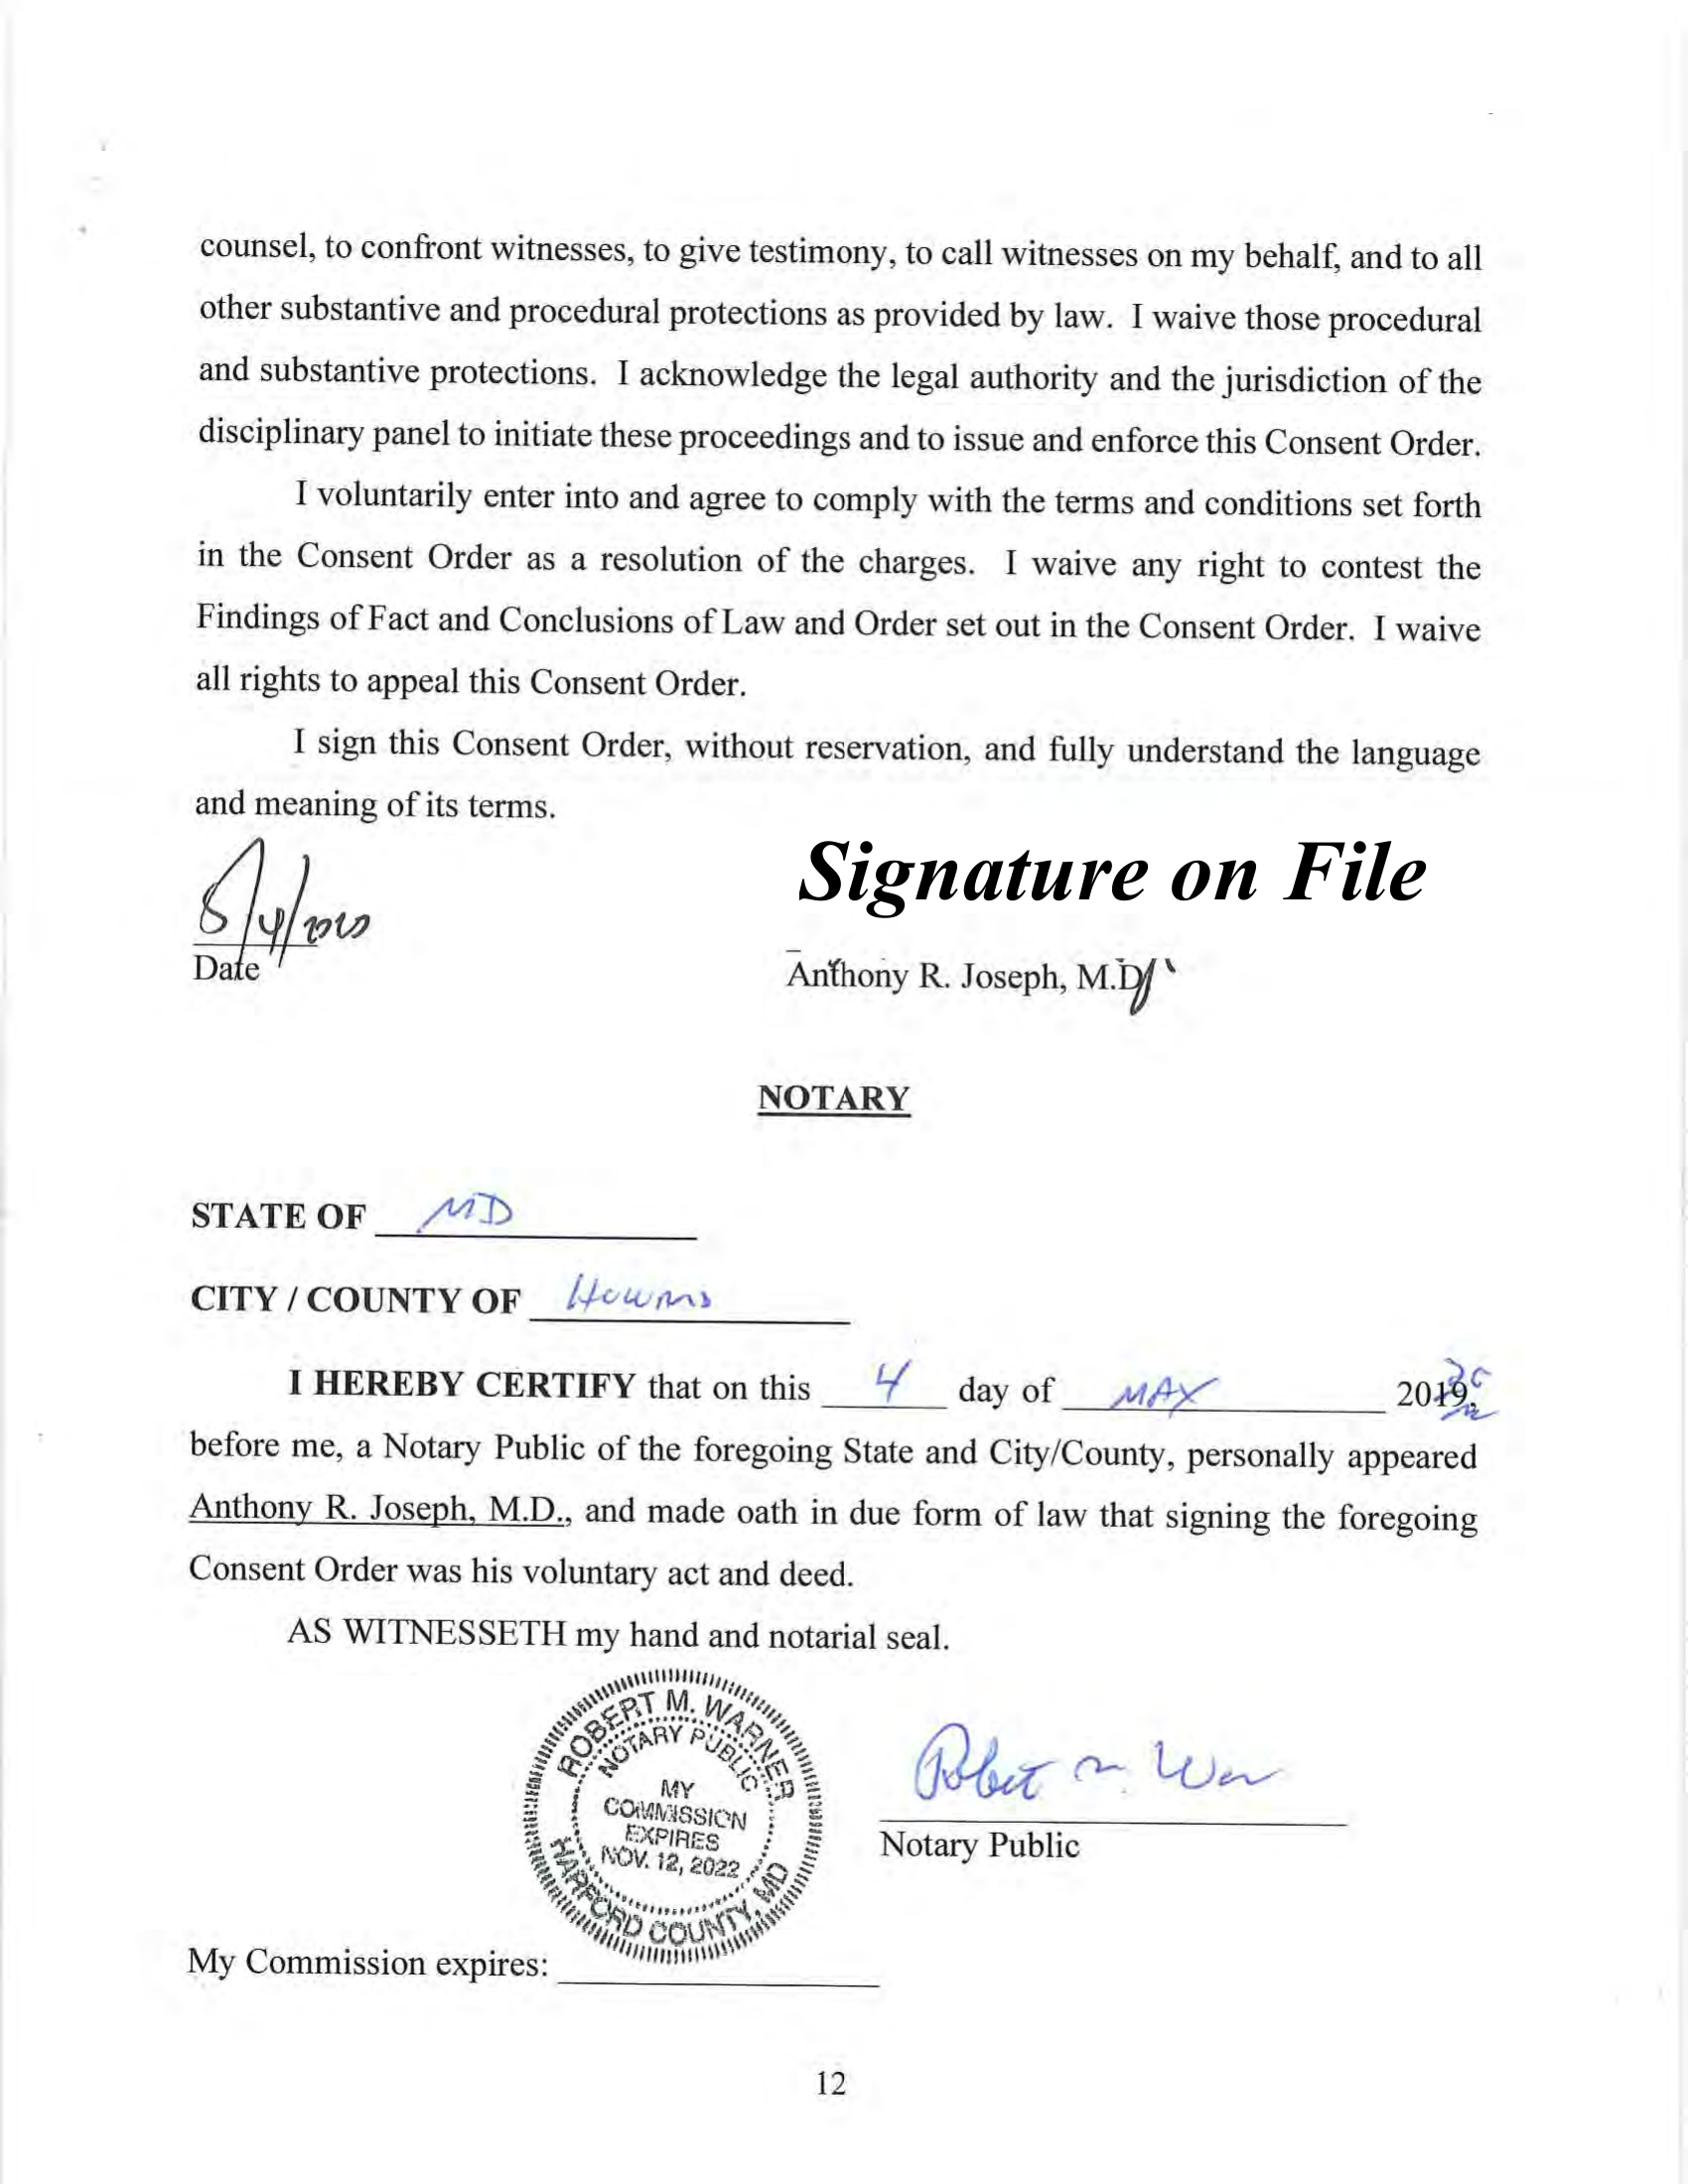 counsel, to confront witnesses, to give testimony, to call witnesses on my behalf, and to all
other substantive and procedural protections as provided by law. I waive those procedural
and substantive protections. I acknowledge the legal authority and the jurisdiction of the
disciplinary panel to initiate these proceedings and to issue and enforce this Consent Order.
I voluntarily enter into and agree to comply with the terms and conditions set forth
in the Consent Order as a resolution of the charges. I waive any right to contest the
Findings of Fact and Conclusions of Law and Order set out in the Consent Order. I waive
all rights to appeal this Consent Order.
I sign this Consent Order, without reservation, and fully understand the language
and meaning of its terms.
Signature on File
Date
Anthony R. Joseph, M.D.
NOTARY
STATE OF MD
CITY / COUNTY OF
I HEREBY CERTIFY that on this 4 day of MAY 2019,
before me, a Notary Public of the foregoing State and City/County, personally appeared
Anthony R. Joseph, M.D., and made oath in due form of law that signing the foregoing
Consent Order was his voluntary act and deed.
AS WITNESSETH my hand and notarial seal.
ROBERT M. WARNER
NOTARY PUBLIC
MY
COMMISSION
EXPIRES
NOV. 12, 2022
HARFORD COUNTY, MD
Notary Public
My Commission expires:
12